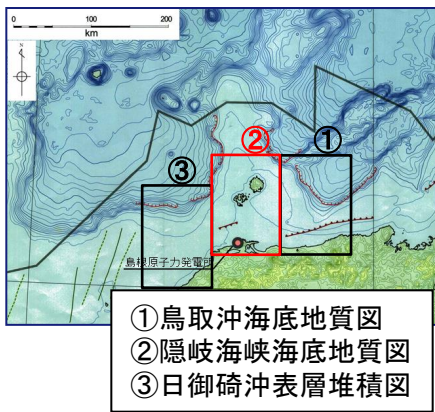 0 100 200
km
N
②
①
③
島根原子力発電所
①鳥取沖海底地質図
②隠岐海峡海底地質図
③日御碕沖表層堆積図